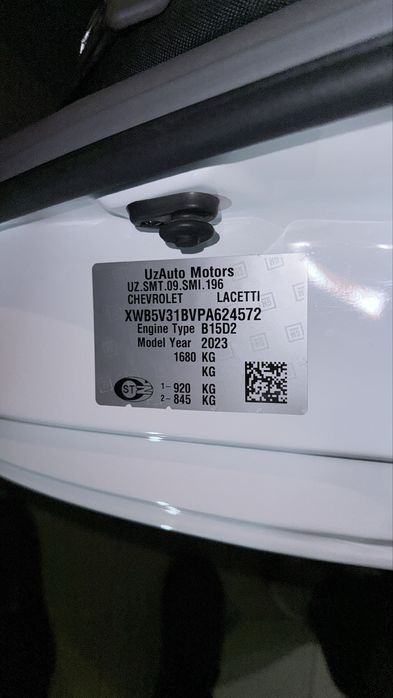 UzAuto Motors
UZ.SMT.09.SMI.196
CHEVROLET LACETTI
XWB5V31BVPA624572
Engine Type B15D2
Model Year 2023
1680 KG
KG
1- 920 KG
2- 845 KG
ST